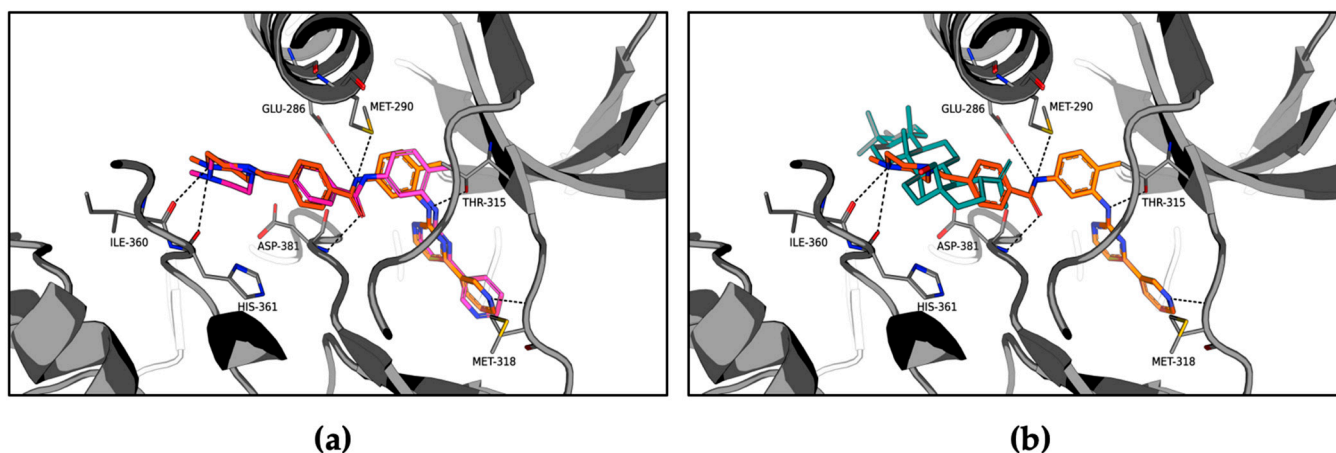 GLU-286
MET-290
THR-315
ILE-360
ASP-381
HIS-361
MET-318
(a)
GLU-286
MET-290
THR-315
ILE-360
ASP-381
HIS-361
MET-318
(b)